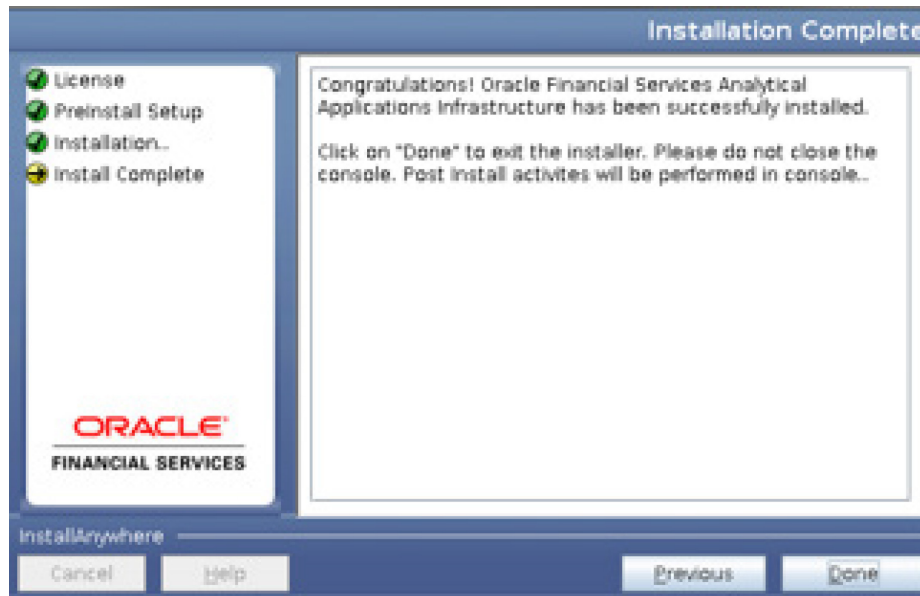 Installation Complete
License
Preinstall Setup
Installation...
Install Complete
Congratulations! Oracle Financial Services Analytical
Applications Infrastructure has been successfully installed.
Click on "Done" to exit the installer. Please do not close the
console. Post Install activites will be performed in console..
ORACLE
FINANCIAL SERVICES
InstallAnywhere
Cancel
Help
Previous
Done